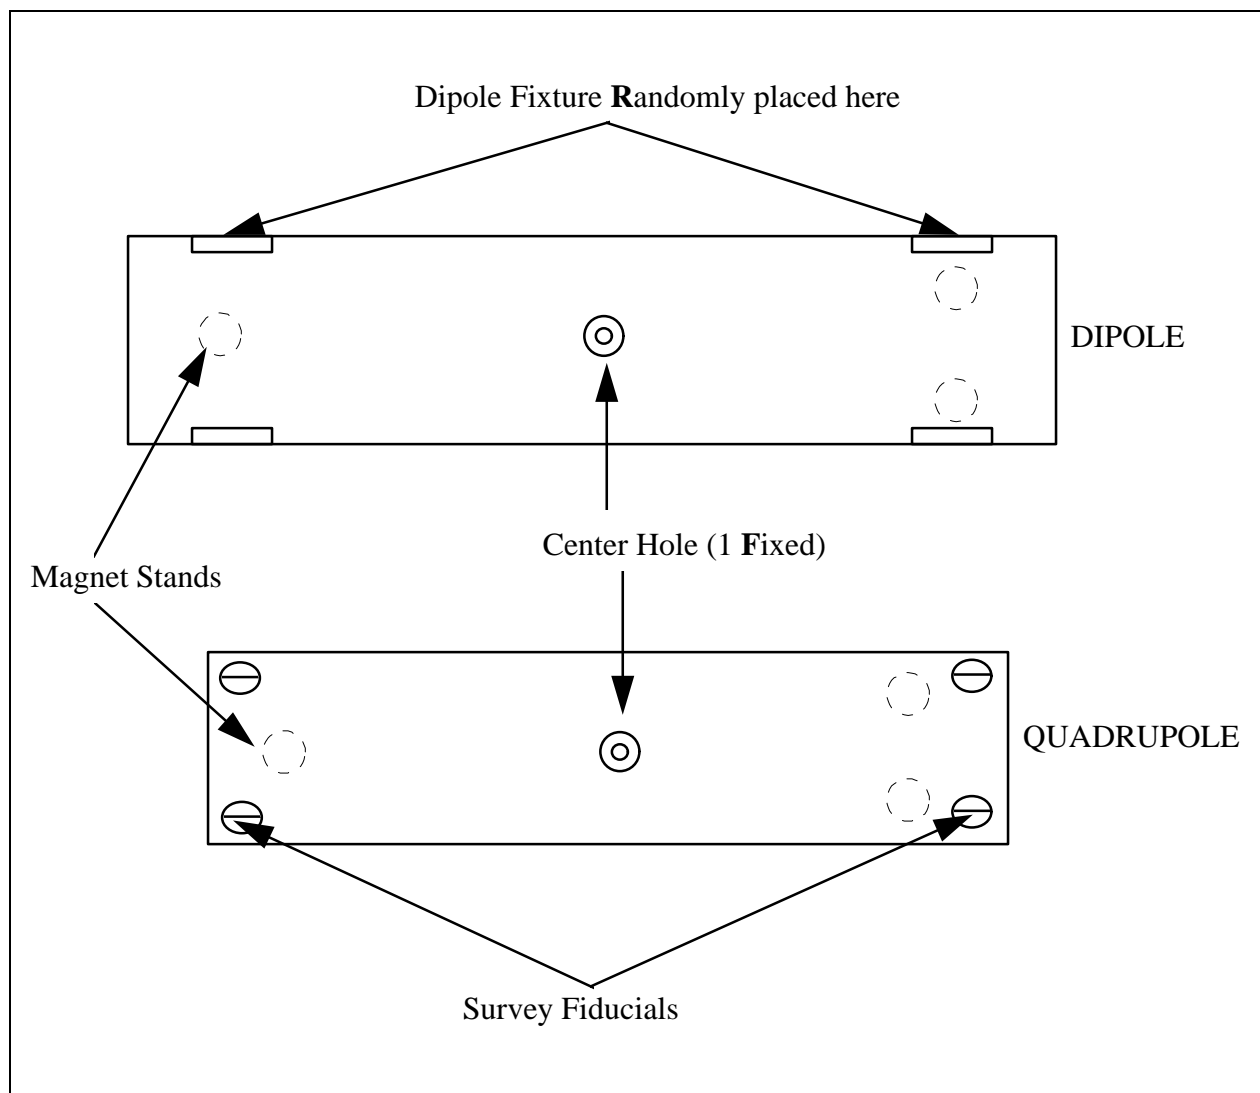 Dipole Fixture Randomly placed here
DIPOLE
Center Hole (1 Fixed)
Magnet Stands
QUADRUPOLE
Survey Fiducials